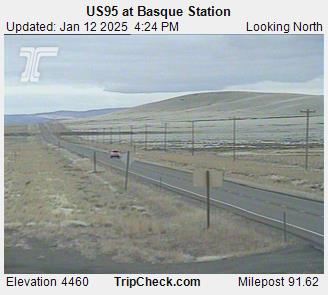 US95 at Basque Station
Updated: Jan 12 2025 4:24 PM Looking North
Elevation 4460 TripCheck.com Milepost 91.62